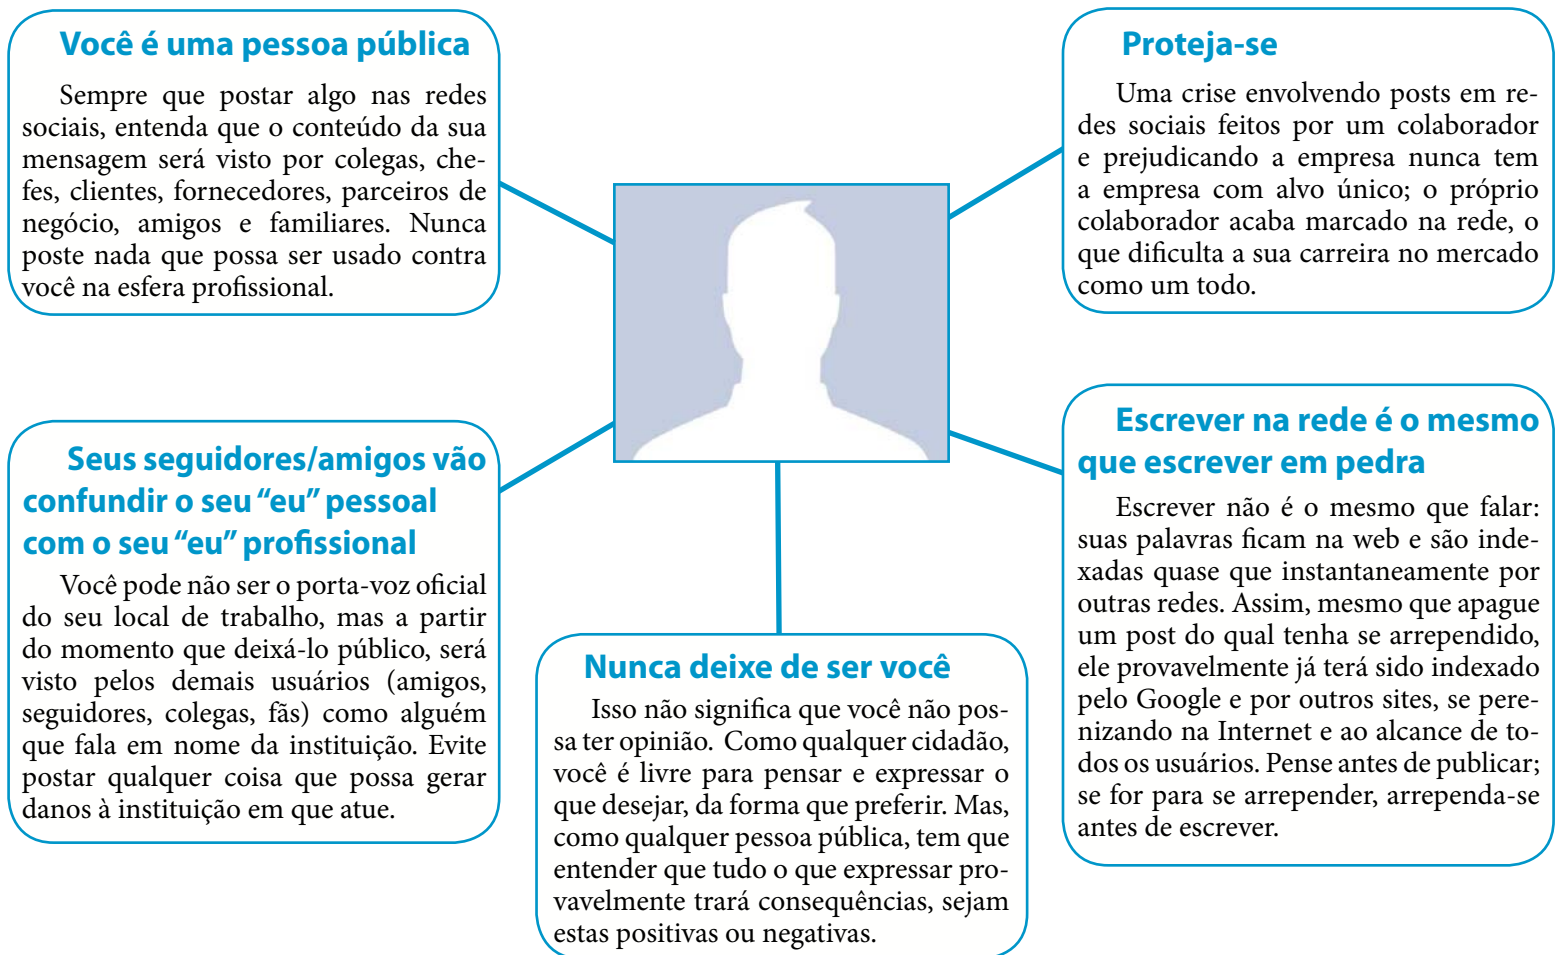 Você é uma pessoa pública
Sempre que postar algo nas redes
sociais, entenda que o conteúdo da sua
mensagem será visto por colegas, che-
fes, clientes, fornecedores, parceiros de
negócio, amigos e familiares. Nunca
poste nada que possa ser usado contra
você na esfera profissional.
Proteja-se
Uma crise envolvendo posts em re-
des sociais feitos por um colaborador
e prejudicando a empresa nunca tem
a empresa com alvo único; o próprio
colaborador acaba marcado na rede, o
que dificulta a sua carreira no mercado
como um todo.
Seus seguidores/amigos vão
confundir o seu “eu” pessoal
com o seu “eu” profissional
Você pode não ser o porta-voz oficial
do seu local de trabalho, mas a partir
do momento que deixá-lo público, será
visto pelos demais usuários (amigos,
seguidores, colegas, fãs) como alguém
que fala em nome da instituição. Evite
postar qualquer coisa que possa gerar
danos à instituição em que atue.
Nunca deixe de ser você
Isso não significa que você não pos-
sa ter opinião. Como qualquer cidadão,
você é livre para pensar e expressar o
que desejar, da forma que preferir. Mas,
como qualquer pessoa pública, tem que
entender que tudo o que expressar pro-
vavelmente trará consequências, sejam
estas positivas ou negativas.
Escrever na rede é o mesmo
que escrever em pedra
Escrever não é o mesmo que falar:
suas palavras ficam na web e são inde-
xadas quase que instantaneamente por
outras redes. Assim, mesmo que apague
um post do qual tenha se arrependido,
ele provavelmente já terá sido indexado
pelo Google e por outros sites, se pere-
nizando na Internet e ao alcance de to-
dos os usuários. Pense antes de publicar;
se for para se arrepender, arrependa-se
antes de escrever.